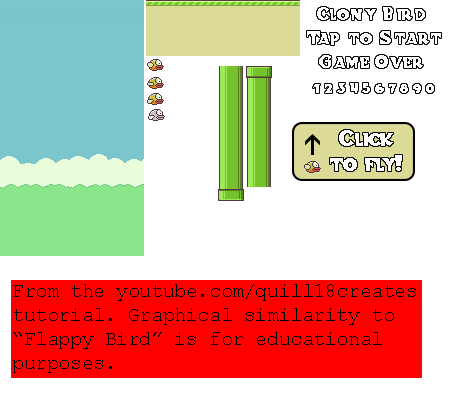 Clony Bird
Tap to Start
Game Over
1234567890
Click
to fly!
From the youtube.com/quill18creates
tutorial. Graphical similarity to
“Flappy Bird” is for educational
purposes.